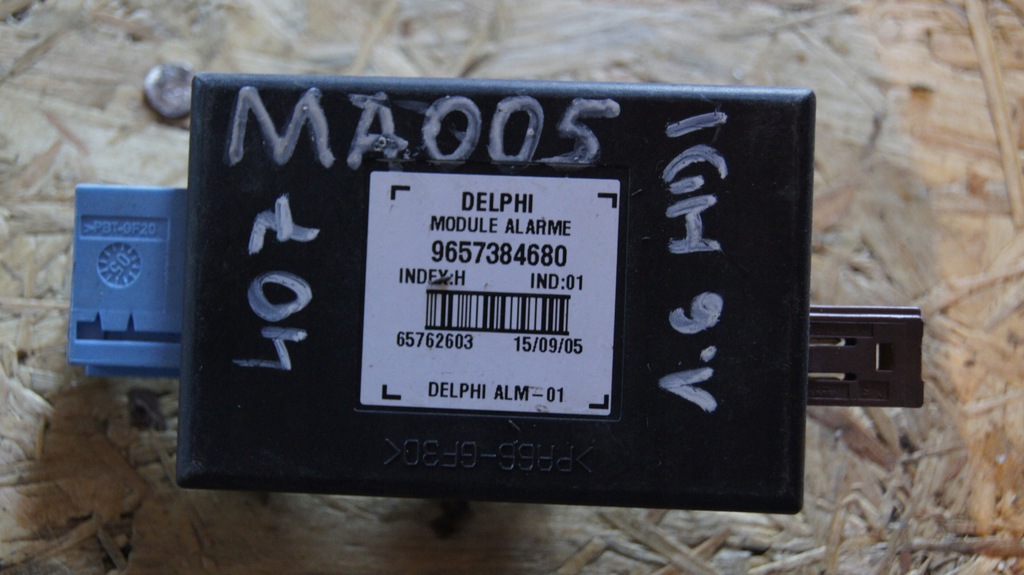 MA005
407
DELPHI
MODULE ALARME
9657384680
INDEX:H IND:01
65762603 15/09/05
DELPHI ALM-01
>PBT-GF20
>PA66-GF30<